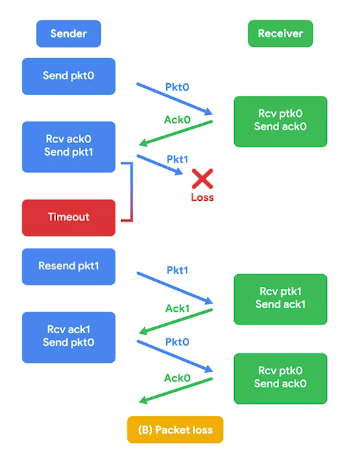 Sender
Receiver
Send pkt0
Pkt0
Rcv ptk0
Send ack0
Ack0
Rcv ack0
Send pkt1
Pkt1
Loss
Timeout
Resend pkt1
Pkt1
Rcv ptk1
Send ack1
Ack1
Rcv ack1
Send pkt0
Pkt0
Rcv ptk0
Send ack0
Ack0
(B) Packet loss